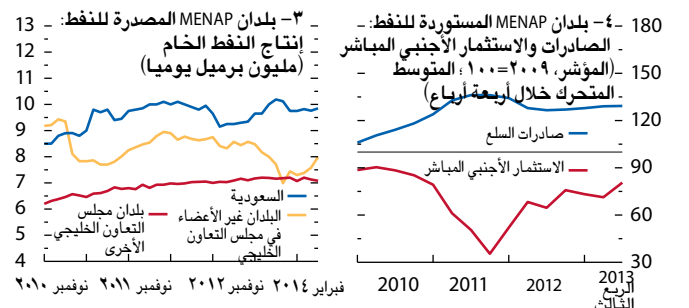 ٣- بلدان MENAP المصدرة للنفط:
إنتاج النفط الخام
(مليون برميل يوميا)
13
12
11
10
9
8
7
6
5
4
السعودية
البلدان غير الأعضاء
في مجلس التعاون
الخليجي
بلدان مجلس
التعاون الخليجي
الأخرى
نوفمبر ٢٠١٠
نوفمبر ٢٠١١
نوفمبر ٢٠١٢
فبراير ٢٠١٤
٤- بلدان MENAP المستوردة للنفط:
الصادرات والاستثمار الأجنبي المباشر
(المؤشر، ٢٠٠٩=١٠٠؛ المتوسط
المتحرك خلال أربعة أرباع)
180
150
120
90
60
30
صادرات السلع
الاستثمار الأجنبي المباشر
2010
2011
2012
2013
الربع
الثالث